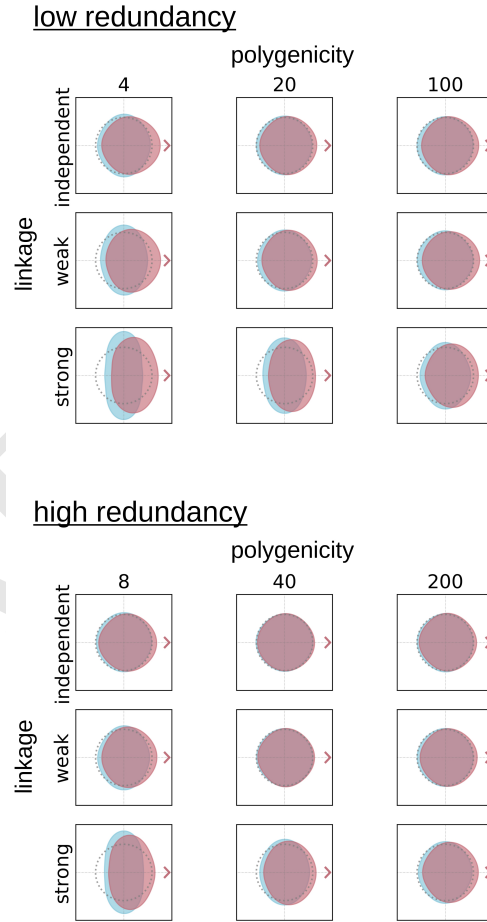 low redundancy
polygenicity
4 20 100
linkage
independent
weak
strong
high redundancy
polygenicity
8 40 200
linkage
independent
weak
strong